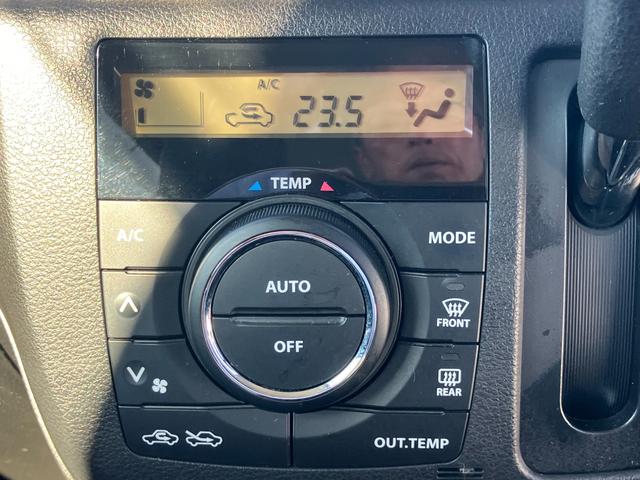 A/C
23.5
TEMP
A/C
MODE
AUTO
OFF
FRONT
REAR
OUT.TEMP